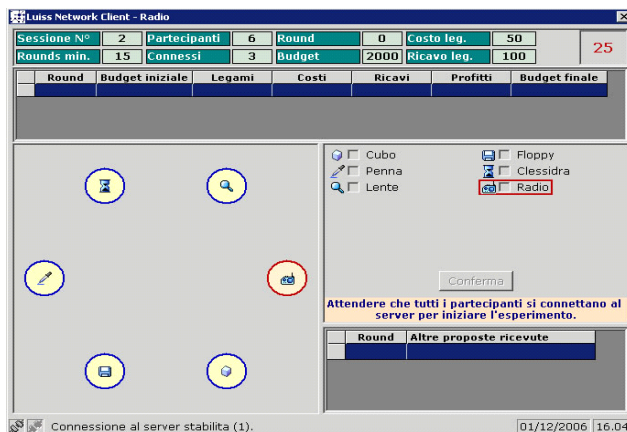 Luiss Network Client - Radio
Sessione N° 2 Partecipanti 6 Round 0 Costo leg. 50
Rounds min. 15 Connessi 3 Budget 2000 Ricavo leg. 100
25
Round Budget iniziale Legami Costi Ricavi Profitti Budget finale
Cubo Floppy
Penna Clessidra
Lente Radio
Conferma
Attendere che tutti i partecipanti si connettano al
server per iniziare l'esperimento.
Round Altre proposte ricevute
Connessione al server stabilita (1). 01/12/2006 16.04